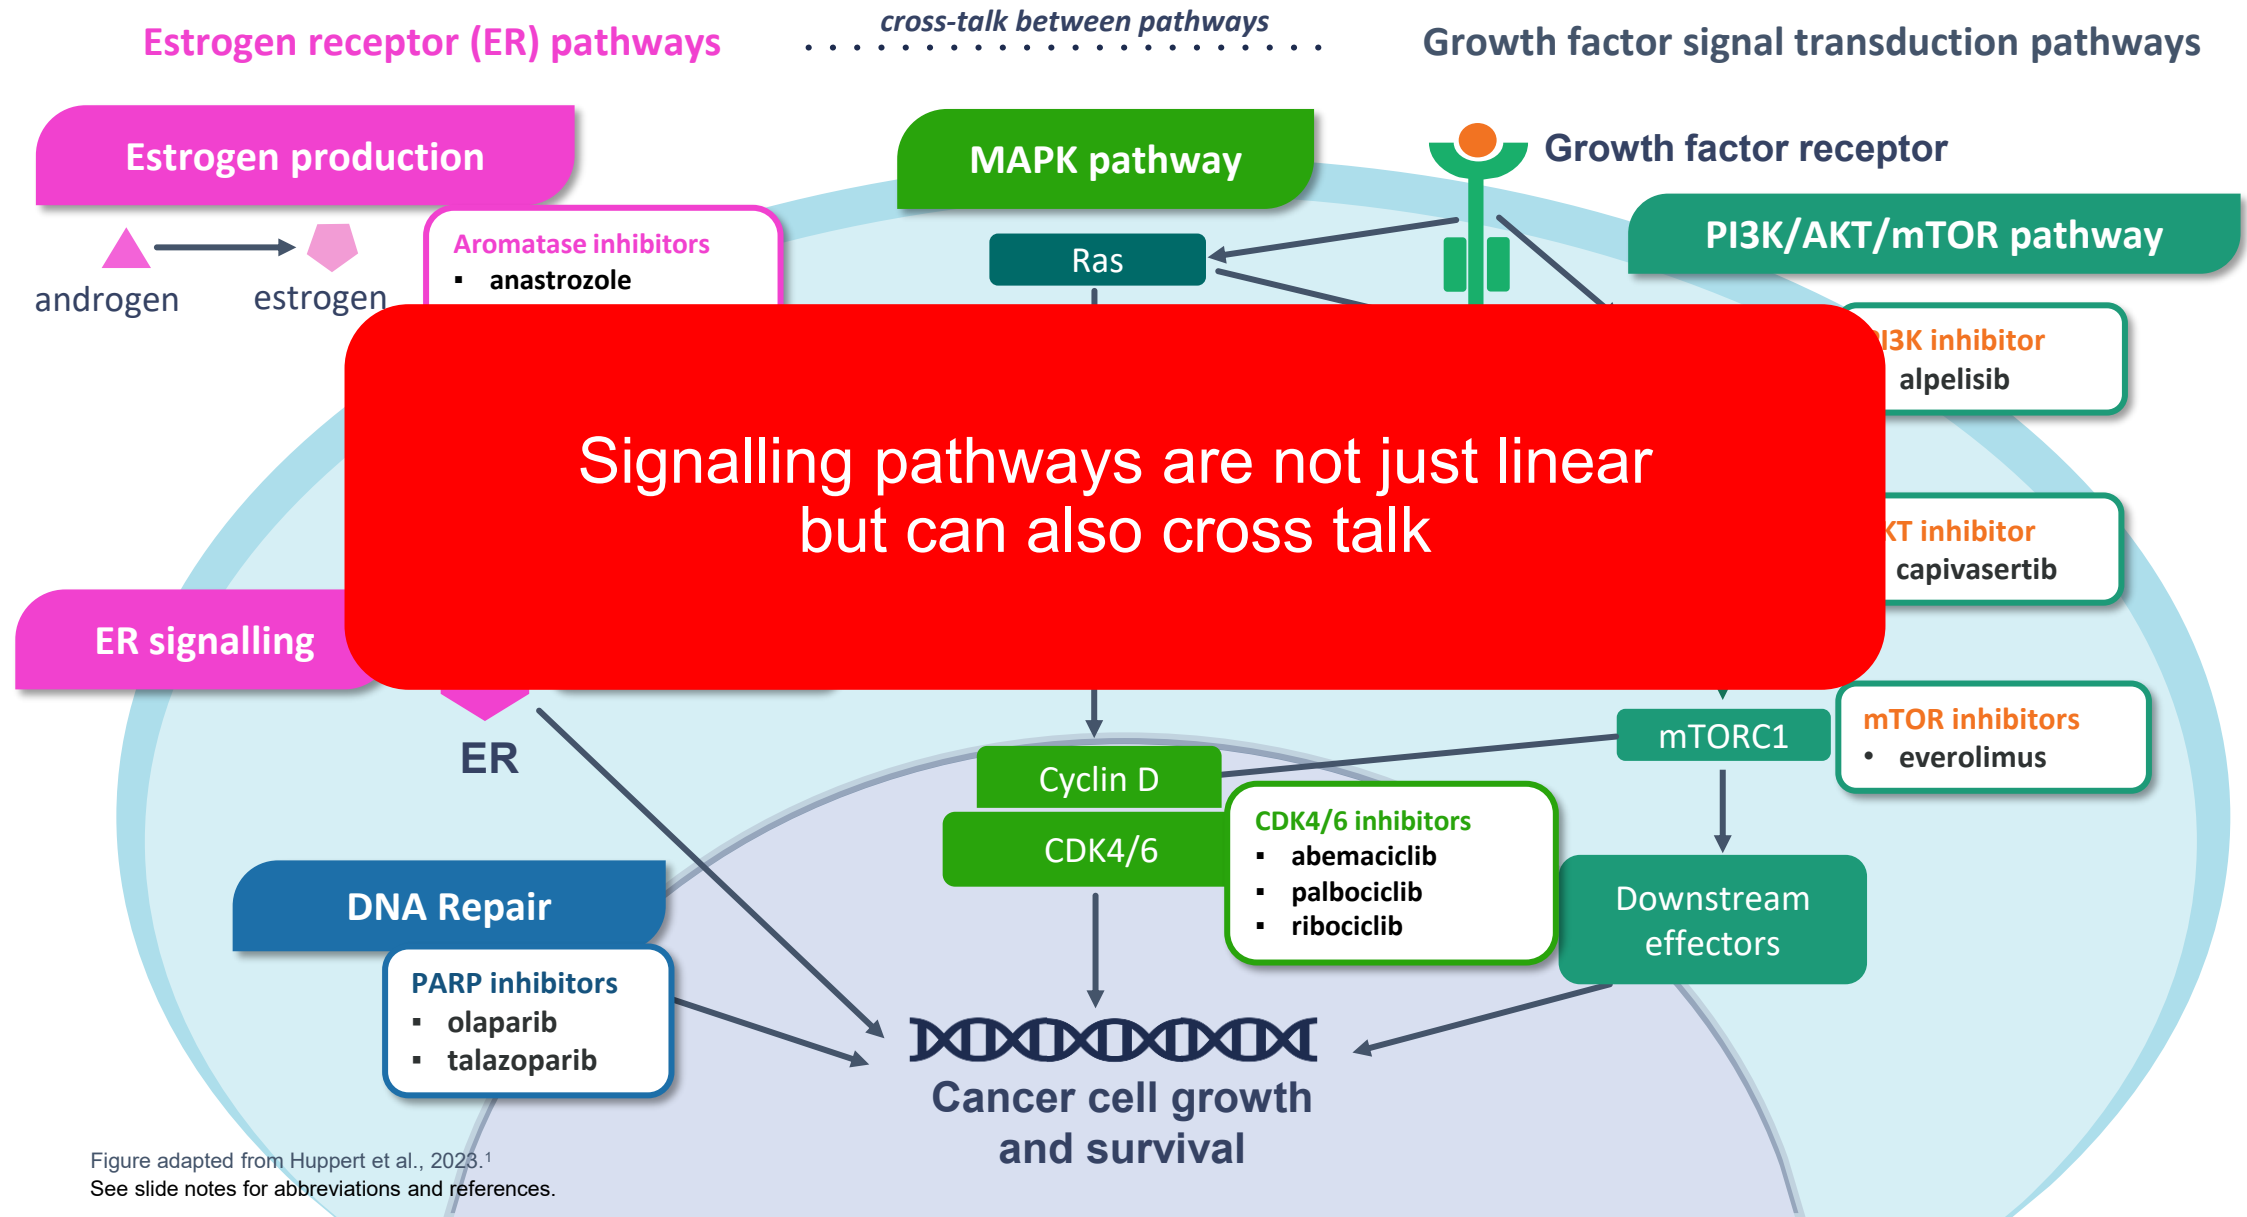 cross-talk between pathways
Estrogen receptor (ER) pathways
Growth factor signal transduction pathways
Estrogen production
androgen
estrogen
Aromatase inhibitors
▪ anastrozole
MAPK pathway
Ras
Growth factor receptor
PI3K/AKT/mTOR pathway
inhibitor
alpelisib
Signalling pathways are not just linear
but can also cross talk
inhibitor
capivasertib
ER signalling
ER
mTORC1
mTOR inhibitors
• everolimus
Cyclin D
CDK4/6
CDK4/6 inhibitors
▪ abemaciclib
▪ palbociclib
▪ ribociclib
Downstream
effectors
DNA Repair
PARP inhibitors
▪ olaparib
▪ talazoparib
Cancer cell growth
and survival
Figure adapted from Huppert et al., 2023.¹
See slide notes for abbreviations and references.